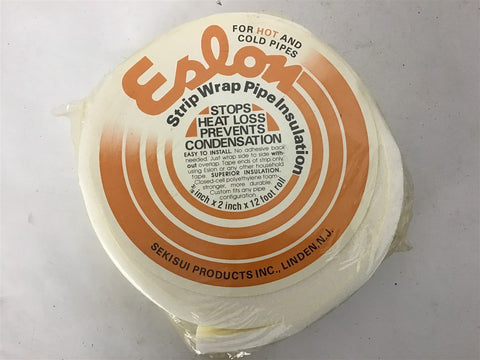 FOR HOT AND
COLD PIPES
Eslon
Strip Wrap Pipe Insulation
STOPS
HEAT LOSS
PREVENTS
CONDENSATION
EASY TO INSTALL. No adhesive back
needed. Just wrap side to side with-
out overlap. Tape ends of strip only,
using Eslon or any other household
tape. SUPERIOR INSULATION.
Closed-cell polyethylene foam-
stronger, more durable.
Custom fits any pipe
configuration.
inch x 2 inch x 12 foot roll
SEKISUI PRODUCTS INC., LINDEN, N.J.